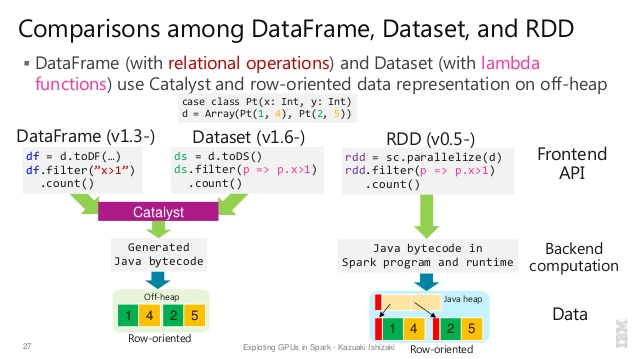 Comparisons among DataFrame, Dataset, and RDD
▪ DataFrame (with relational operations) and Dataset (with lambda
functions) use Catalyst and row-oriented data representation on off-heap
case class Pt(x: Int, y: Int)
d = Array(Pt(1, 4), Pt(2, 5))
DataFrame (v1.3-)
df = d.toDF(…)
df.filter(”x>1”)
.count()
Dataset (v1.6-)
ds = d.toDS()
ds.filter(p => p.x>1)
.count()
RDD (v0.5-)
rdd = sc.parallelize(d)
rdd.filter(p => p.x>1)
.count()
Frontend
API
Catalyst
Generated
Java bytecode
Java bytecode in
Spark program and runtime
Backend
computation
Off-heap
1 4 2 5
Row-oriented
Java heap
1 4 2 5
Row-oriented
Data
27
Exploting GPUs in Spark - Kazuaki Ishizaki
IBM